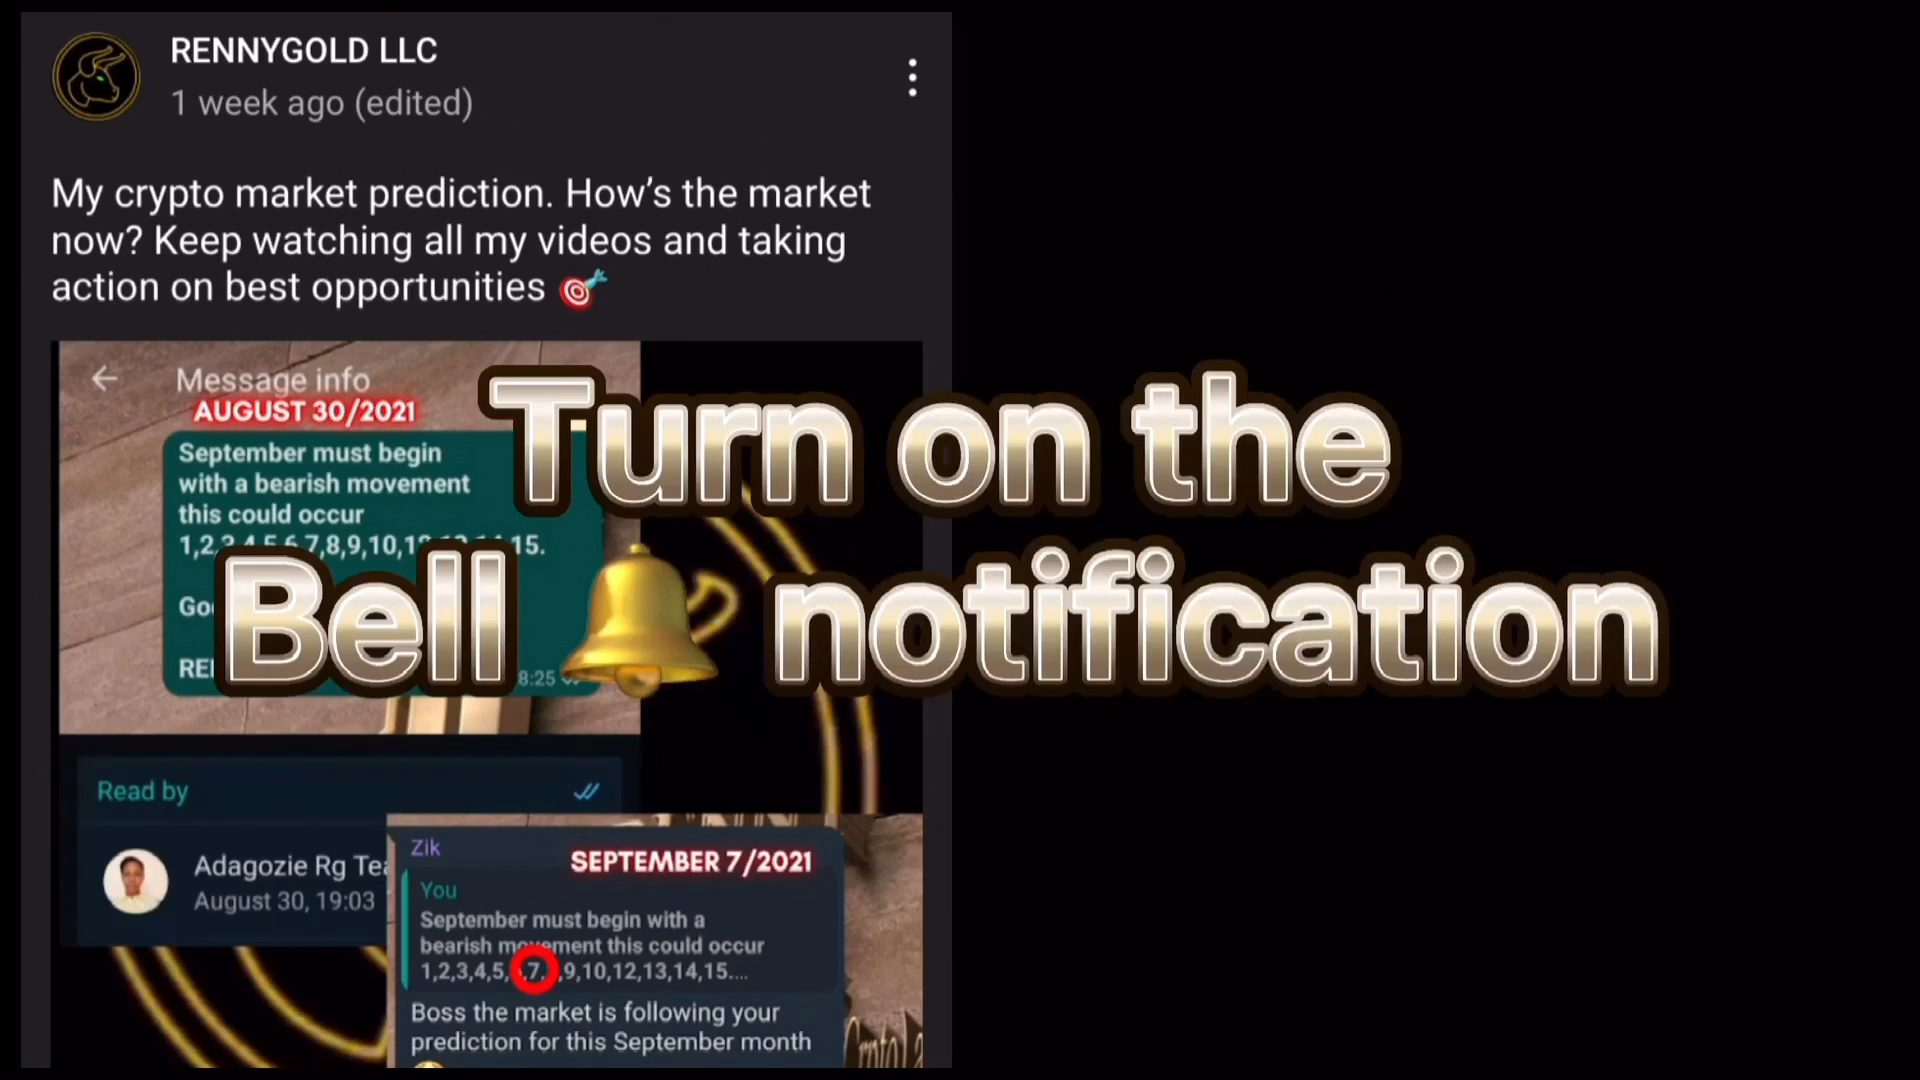 RENNYGOLD LLC
1 week ago (edited)
My crypto market prediction. How’s the market
now? Keep watching all my videos and taking
action on best opportunities 🎯
Message info
AUGUST 30/2021
September must begin
with a bearish movement
this could occur
Turn on the
Bell 🔔 notification
8:25
Read by
Adagozie Rg
August 30, 19:03
Zik
SEPTEMBER 7/2021
You
September must begin with a
bearish movement this could occur
1,2,3,4,5, ,7, ,9,10,12,13,14,15....
Boss the market is following your
prediction for this September month